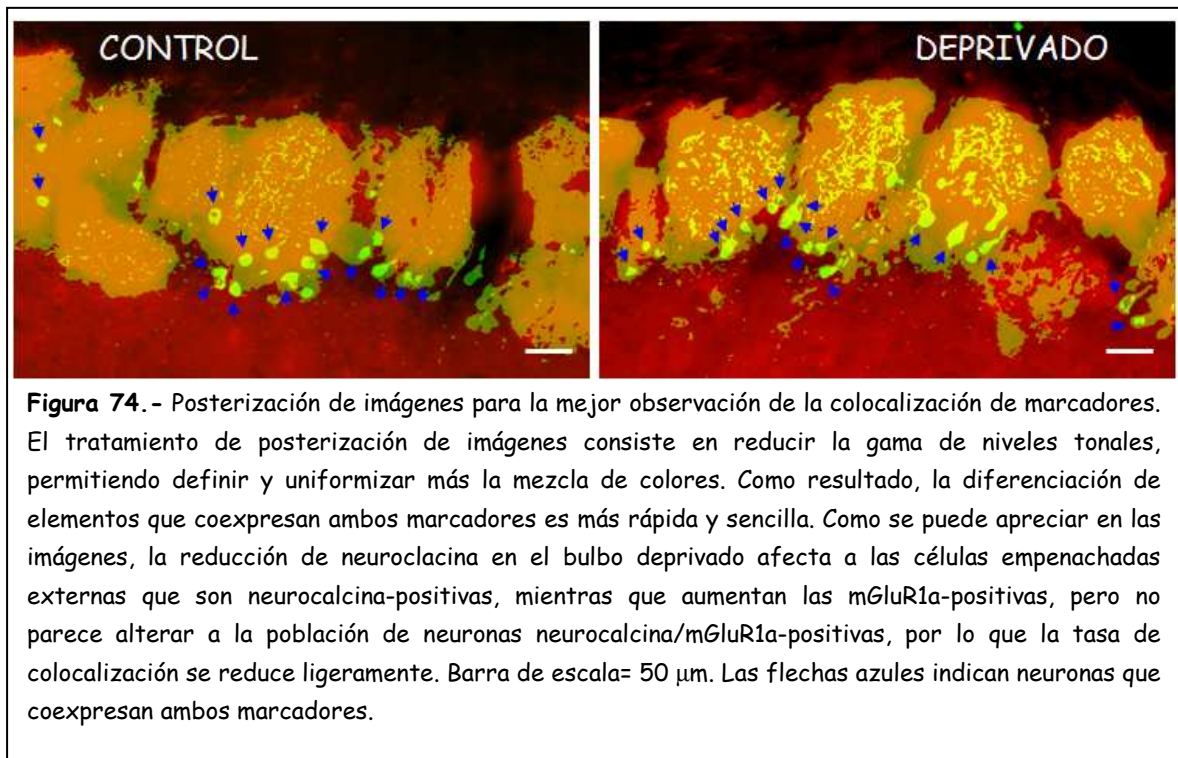 CONTROL
DEPRIVADO
Figura 74.- Posterización de imágenes para la mejor observación de la colocalización de marcadores.
El tratamiento de posterización de imágenes consiste en reducir la gama de niveles tonales,
permitiendo definir y uniformizar más la mezcla de colores. Como resultado, la diferenciación de
elementos que coexpresan ambos marcadores es más rápida y sencilla. Como se puede apreciar en las
imágenes, la reducción de neuroclacina en el bulbo deprivado afecta a las células empenachadas
externas que son neurocalcina-positivas, mientras que aumentan las mGluR1a-positivas, pero no
parece alterar a la población de neuronas neurocalcina/mGluR1a-positivas, por lo que la tasa de
colocalización se reduce ligeramente. Barra de escala= 50 μm. Las flechas azules indican neuronas que
coexpresan ambos marcadores.